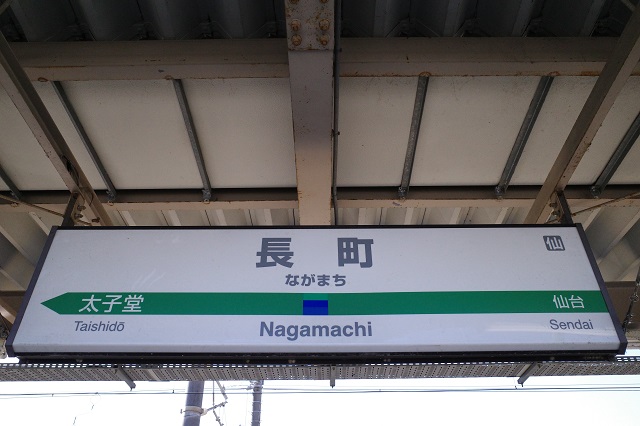 仙
長町
ながまち
太子堂 仙台
Taishidō Nagamachi Sendai